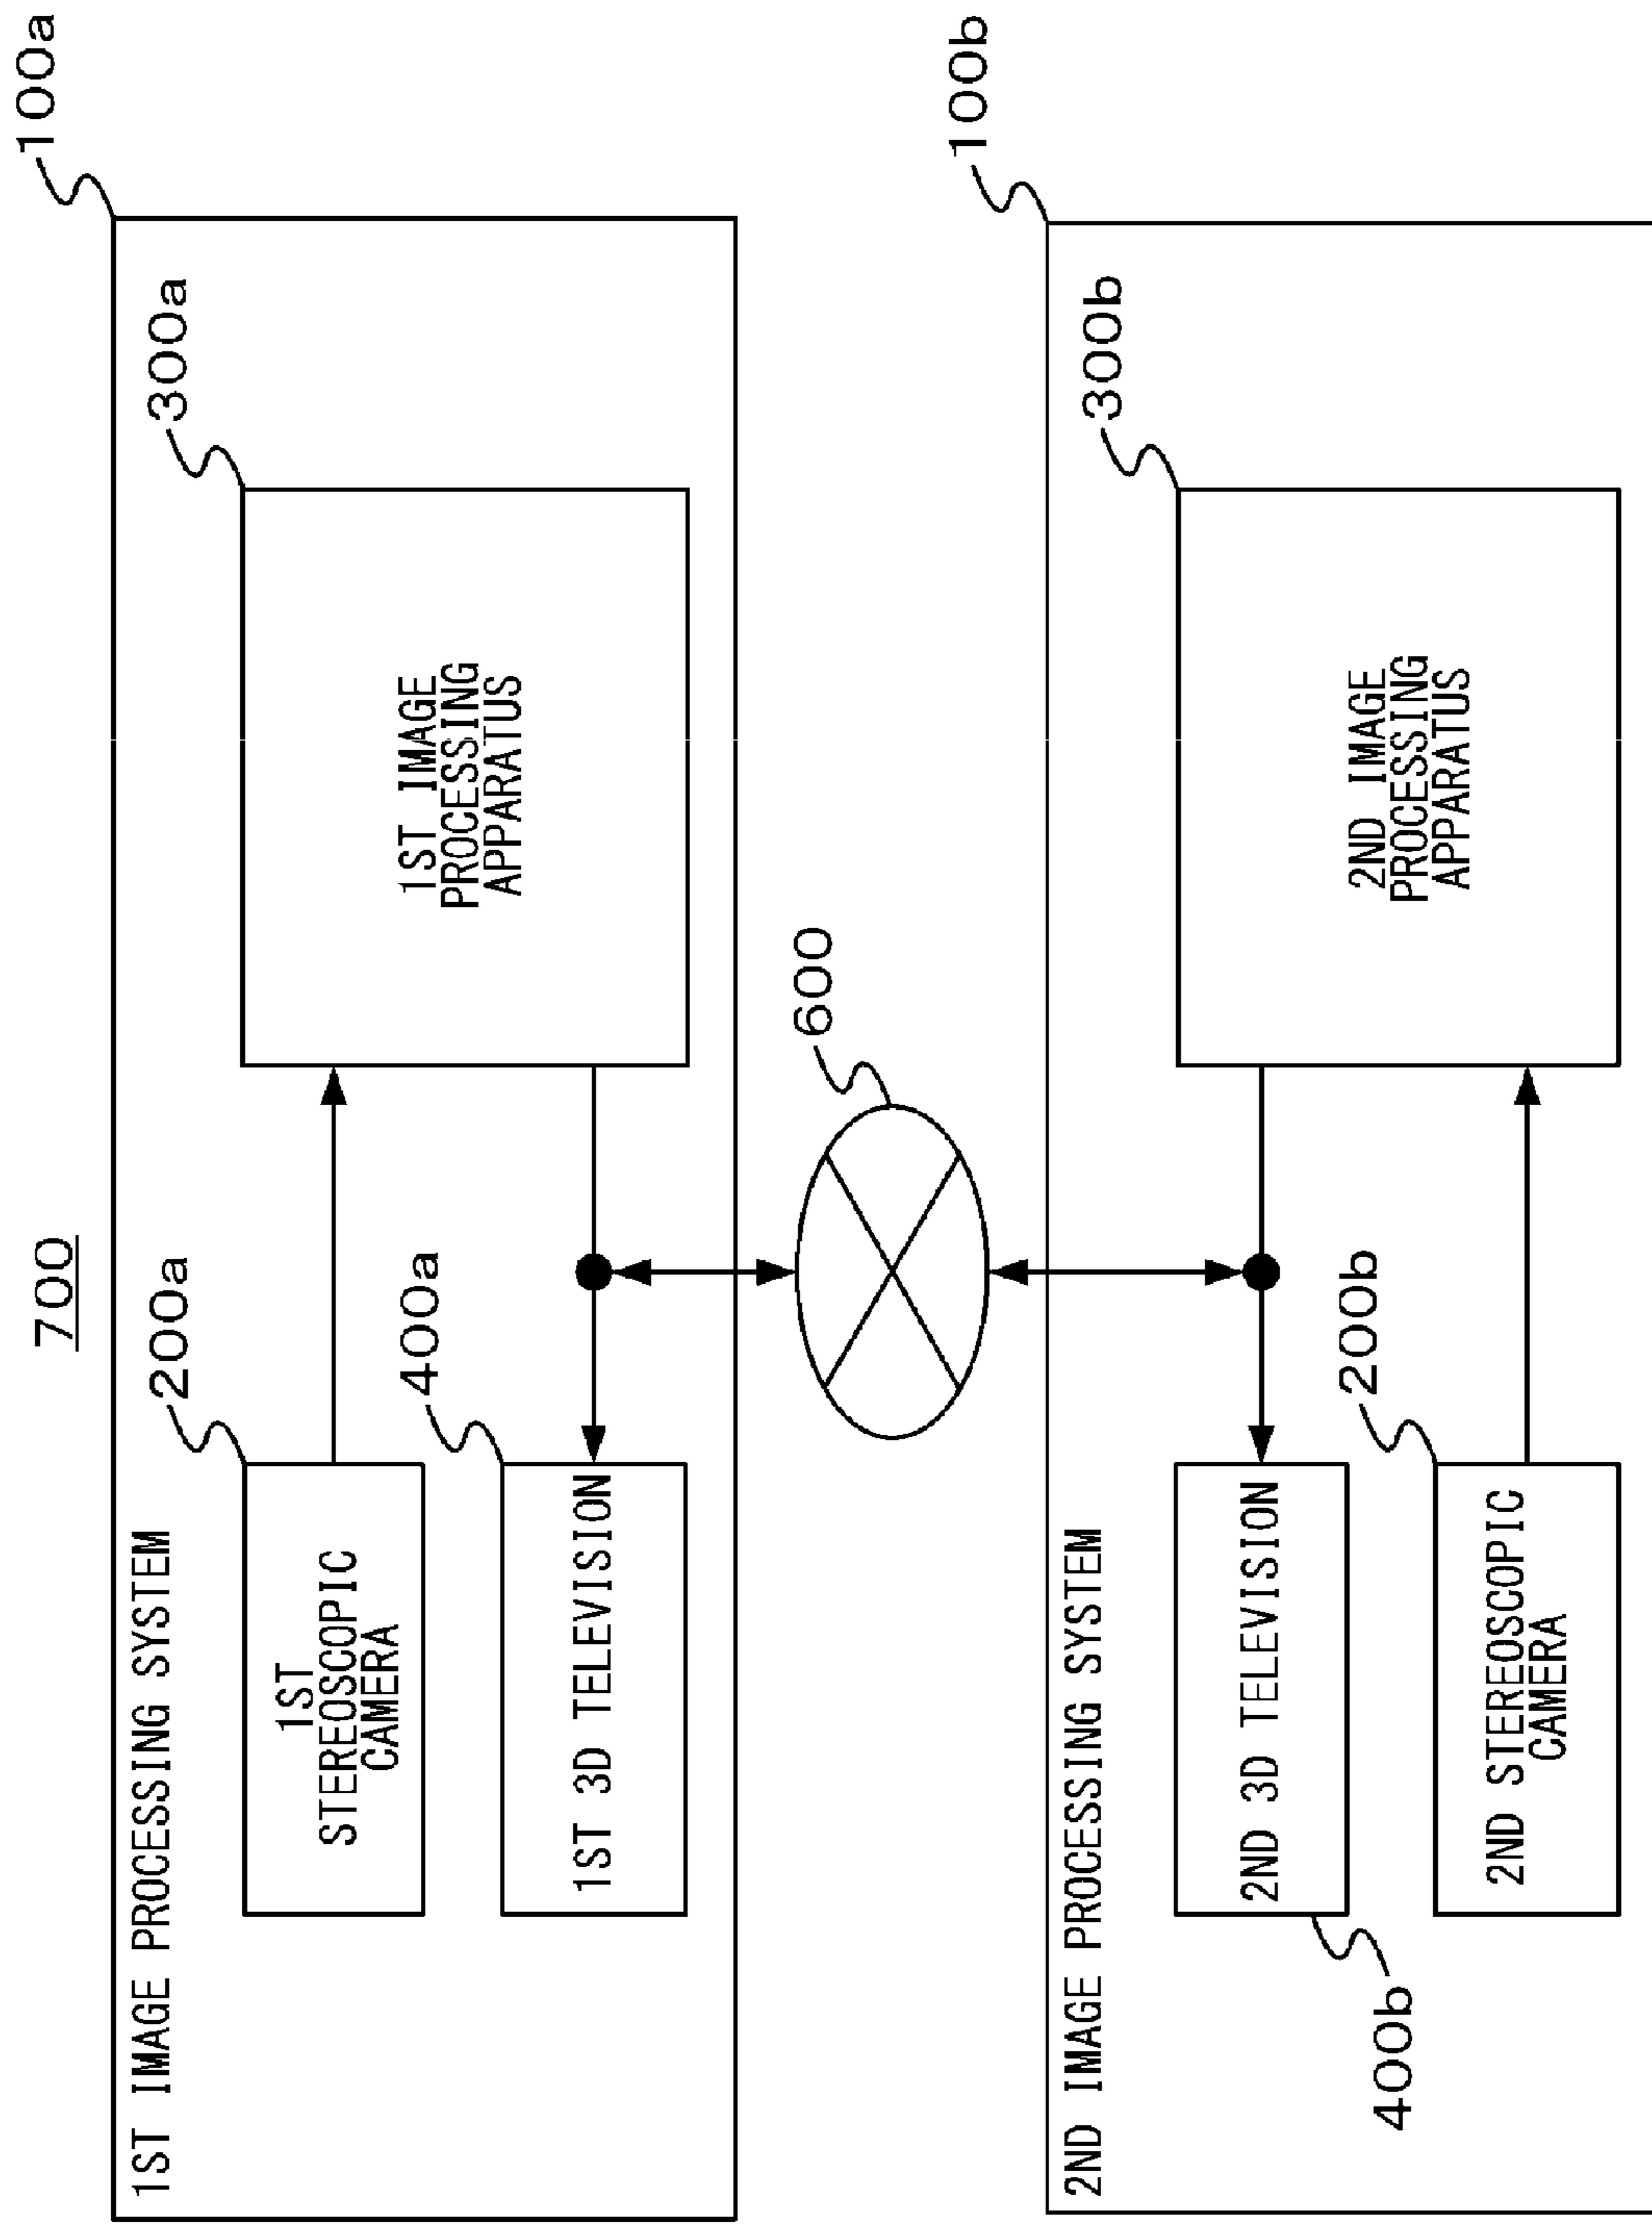 700
100a
1ST IMAGE PROCESSING SYSTEM
200a
1ST
STEREOSCOPIC
CAMERA
300a
1ST IMAGE
PROCESSING
APPARATUS
400a
1ST 3D TELEVISION
600
100b
2ND IMAGE PROCESSING SYSTEM
300b
2ND 3D TELEVISION
2ND IMAGE
PROCESSING
APPARATUS
400b
200b
2ND STEREOSCOPIC
CAMERA